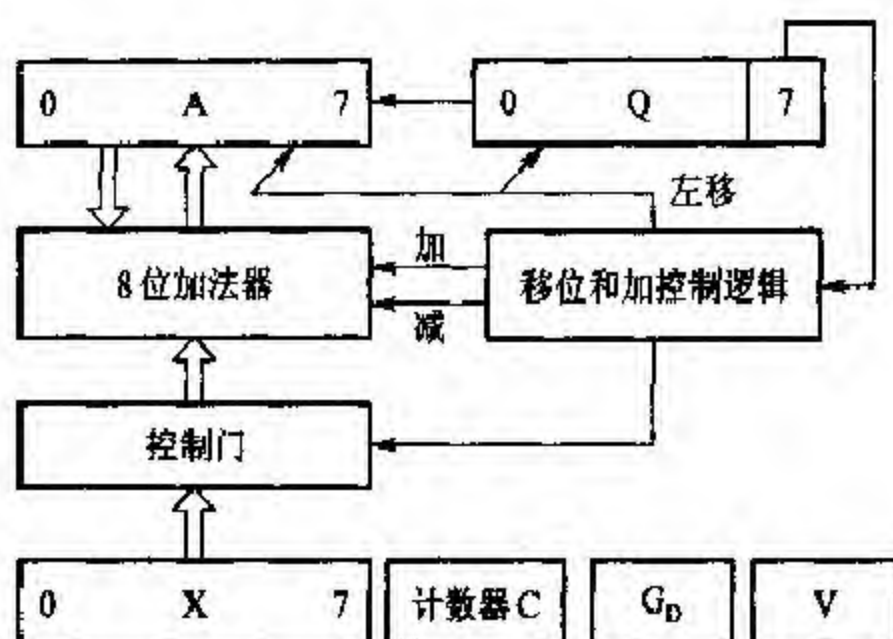 0 A 7
0 Q 7
左移
8位加法器
加
减
移位和加控制逻辑
控制门
0 X 7
计数器C
G_D
V